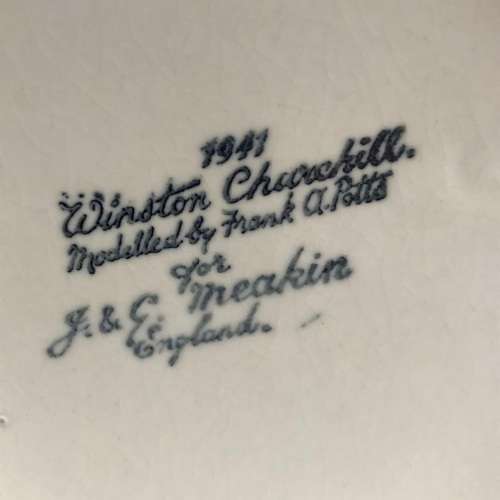 1941
Winston Churchill.
Modelled by Frank A. Potts
for
J. & G. Meakin
England.